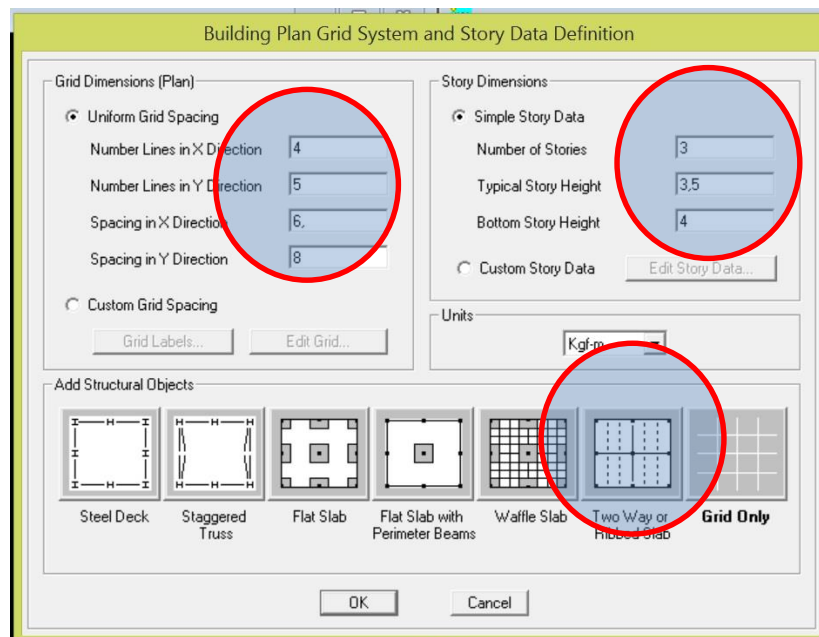 Building Plan Grid System and Story Data Definition
Grid Dimensions (Plan)
Uniform Grid Spacing
Number Lines in X Direction 4
Number Lines in Y Direction 5
Spacing in X Direction 6,
Spacing in Y Direction 8
Custom Grid Spacing
Grid Labels... Edit Grid...
Story Dimensions
Simple Story Data
Number of Stories 3
Typical Story Height 3,5
Bottom Story Height 4
Custom Story Data Edit Story Data...
Units
Kgf-m
Add Structural Objects
Steel Deck
Staggered
Truss
Flat Slab
Flat Slab with
Perimeter Beams
Waffle Slab
Two Way or
Ribbed Slab
Grid Only
OK Cancel